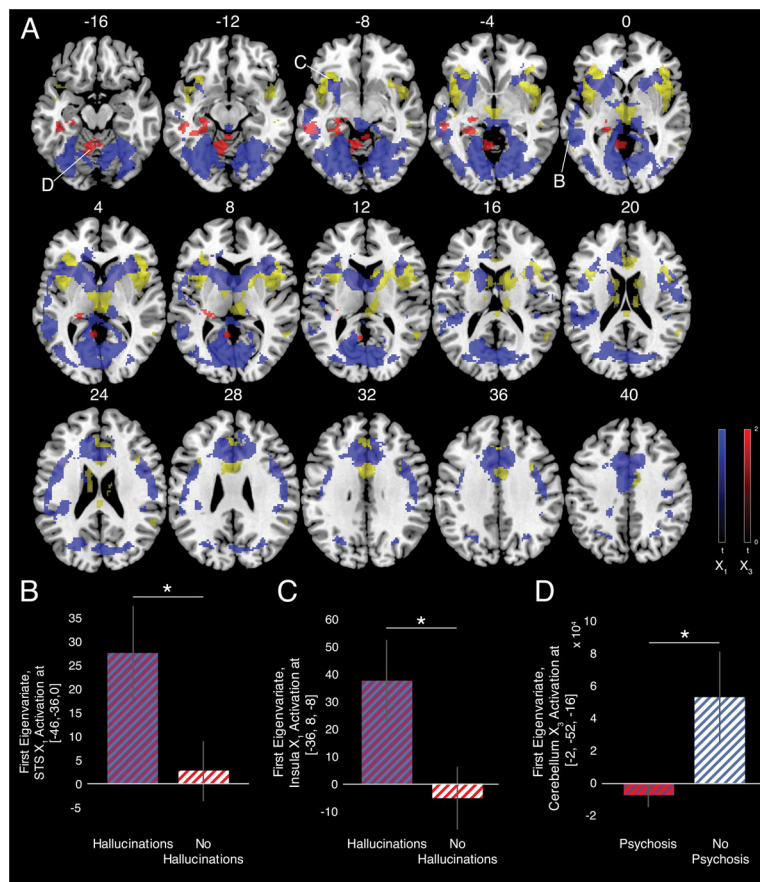 A
-16 -12 -8 -4 0
C
D
B
4 8 12 16 20
24 28 32 36 40
2
0
t t
X1 X3
B
First Eigenvariate,
STS X1 Activation at
[-46,-36,0]
35
30
25
20
15
10
5
0
-5
*
Hallucinations
No
Hallucinations
C
First Eigenvariate,
Insula X1 Activation at
[-36, 8, -8]
60
50
40
30
20
10
0
-10
*
Hallucinations
No
Hallucinations
D
First Eigenvariate,
Cerebellum X3 Activation at
[-2, -52, -16]
x 10⁴
10
8
6
4
2
0
-2
*
Psychosis
No
Psychosis